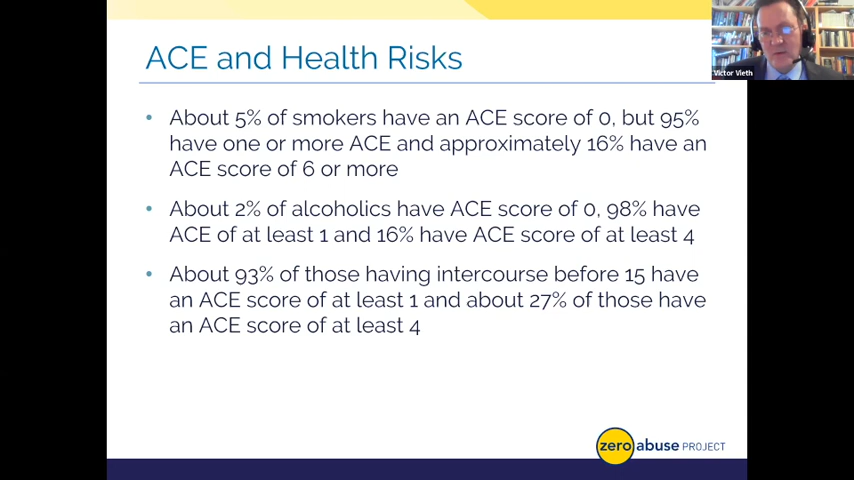 ACE and Health Risks
Victor Vieth
• About 5% of smokers have an ACE score of 0, but 95%
have one or more ACE and approximately 16% have an
ACE score of 6 or more
• About 2% of alcoholics have ACE score of 0, 98% have
ACE of at least 1 and 16% have ACE score of at least 4
• About 93% of those having intercourse before 15 have
an ACE score of at least 1 and about 27% of those have
an ACE score of at least 4
zero abuse PROJECT